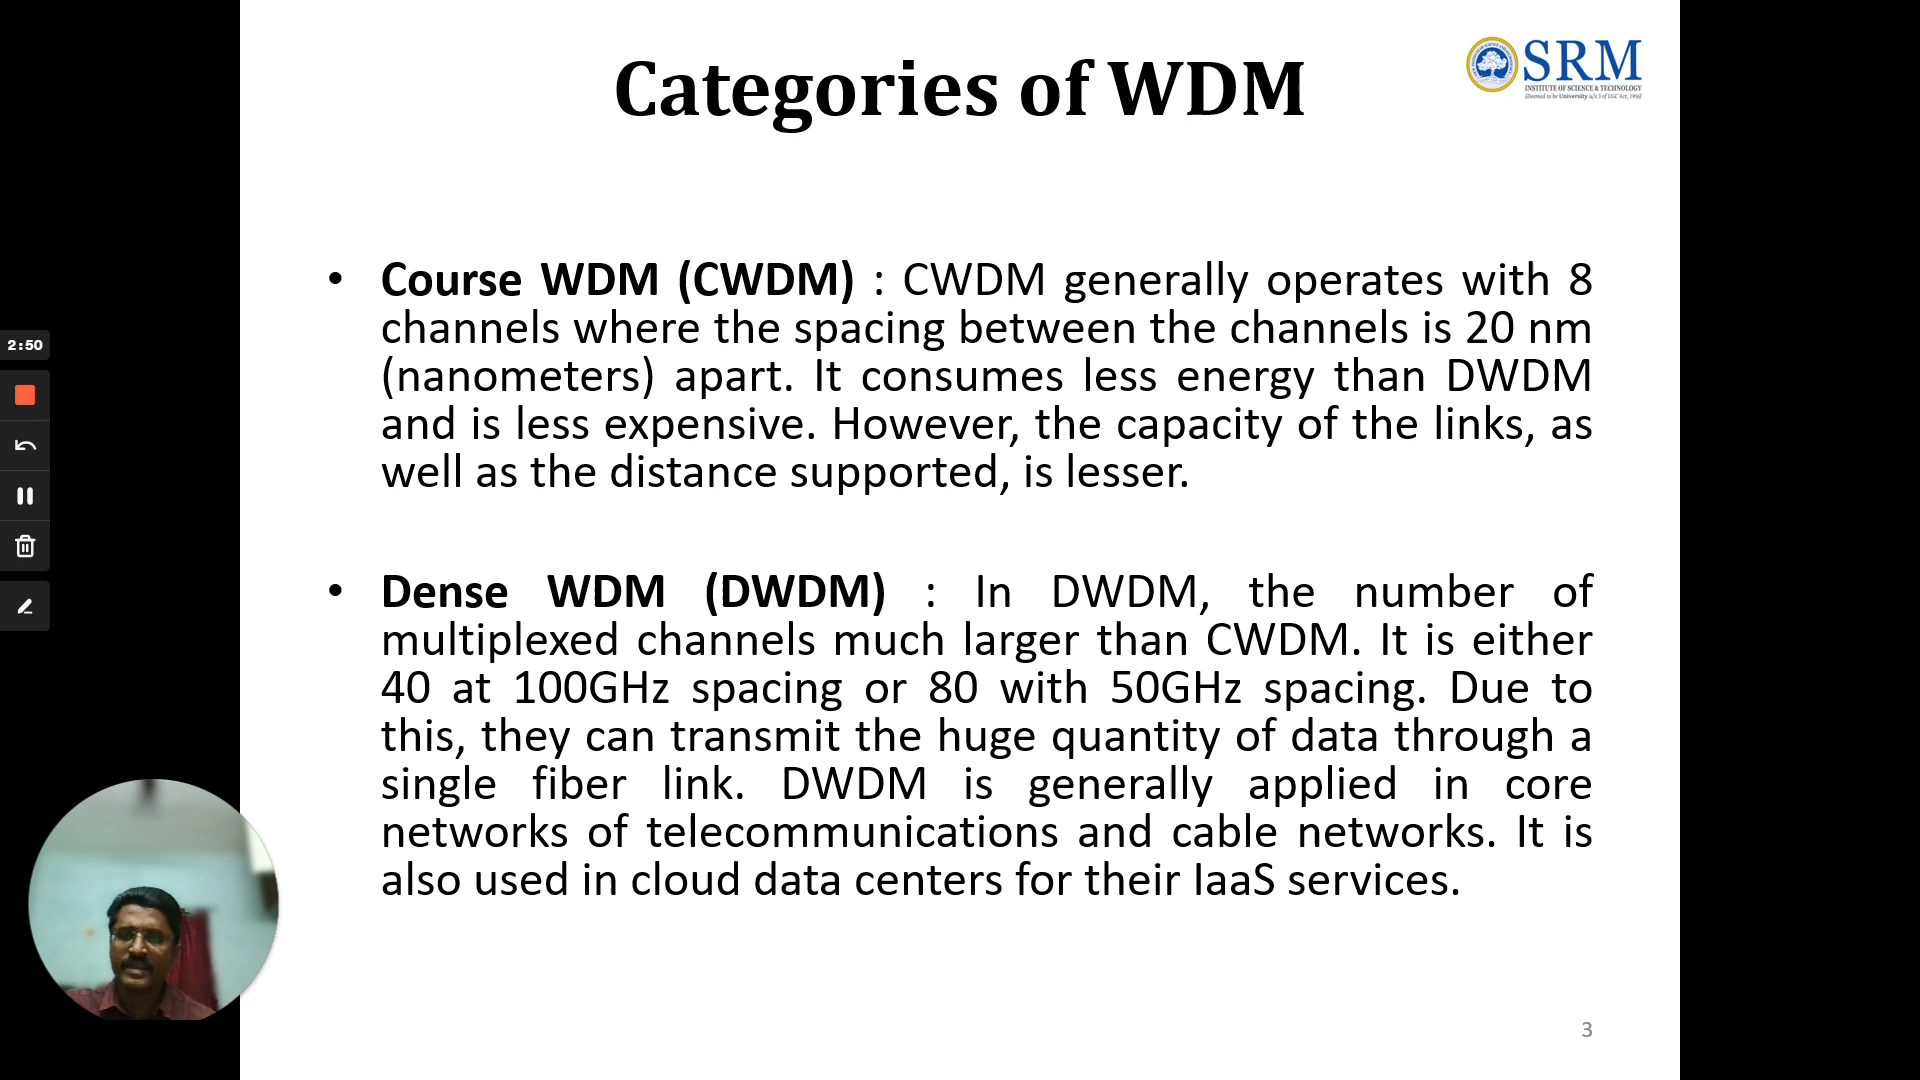 Categories of WDM
SRM
INSTITUTE OF SCIENCE & TECHNOLOGY
(Deemed to be University u/s 3 of UGC Act, 1956)
• Course WDM (CWDM) : CWDM generally operates with 8
channels where the spacing between the channels is 20 nm
(nanometers) apart. It consumes less energy than DWDM
and is less expensive. However, the capacity of the links, as
well as the distance supported, is lesser.
2:50
• Dense WDM (DWDM) : In DWDM, the number of
multiplexed channels much larger than CWDM. It is either
40 at 100GHz spacing or 80 with 50GHz spacing. Due to
this, they can transmit the huge quantity of data through a
single fiber link. DWDM is generally applied in core
networks of telecommunications and cable networks. It is
also used in cloud data centers for their IaaS services.
3